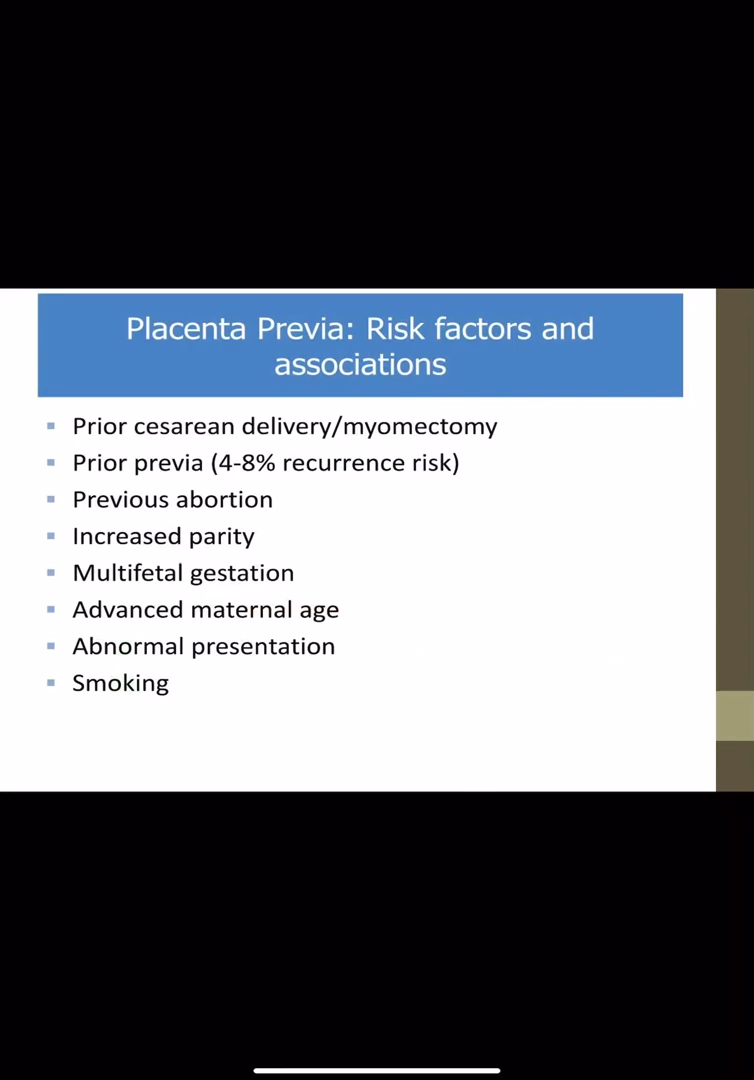 Placenta Previa: Risk factors and
associations
▪ Prior cesarean delivery/myomectomy
▪ Prior previa (4-8% recurrence risk)
▪ Previous abortion
▪ Increased parity
▪ Multifetal gestation
▪ Advanced maternal age
▪ Abnormal presentation
▪ Smoking